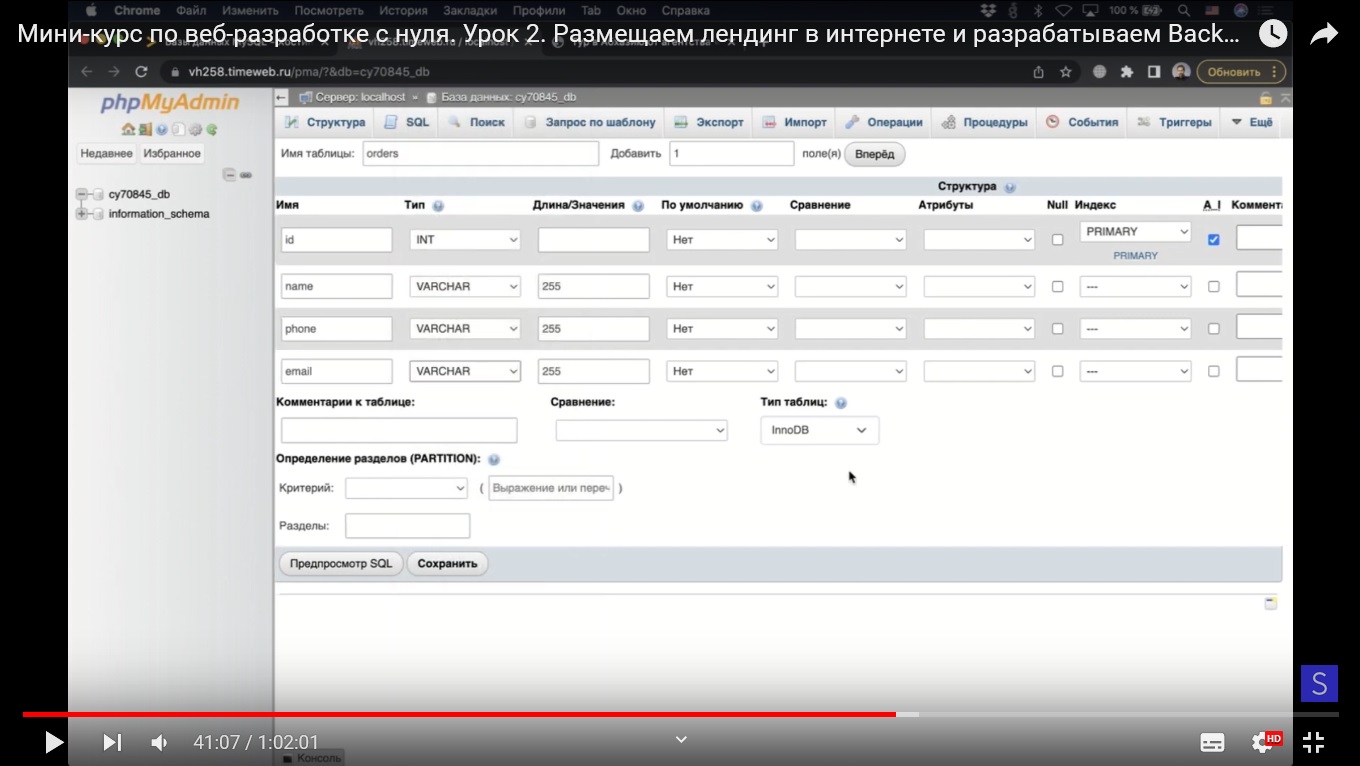 Chrome Файл Изменить Посмотреть История Закладки Профили Tab Окно Справка 100 %
Мини-курс по веб-разработке с нуля. Урок 2. Размещаем лендинг в интернете и разрабатываем Back...
vh258.timeweb.ru/pma/?&db=cy70845_db Обновить
phpMyAdmin
Недавнее Избранное
cy70845_db
information_schema
Сервер: localhost » База данных: cy70845_db
Структура SQL Поиск Запрос по шаблону Экспорт Импорт Операции Процедуры События Триггеры Ещё
Имя таблицы: orders Добавить 1 поле(я) Вперёд
Структура
Имя Тип Длина/Значения По умолчанию Сравнение Атрибуты Null Индекс A_I Коммента
id INT Нет PRIMARY
PRIMARY
name VARCHAR 255 Нет ---
phone VARCHAR 255 Нет ---
email VARCHAR 255 Нет ---
Комментарии к таблице: Сравнение: Тип таблиц:
InnoDB
Определение разделов (PARTITION):
Критерий: ( Выражение или пере )
Разделы:
Предпросмотр SQL Сохранить
S
41:07 / 1:02:01 HD
Консоль